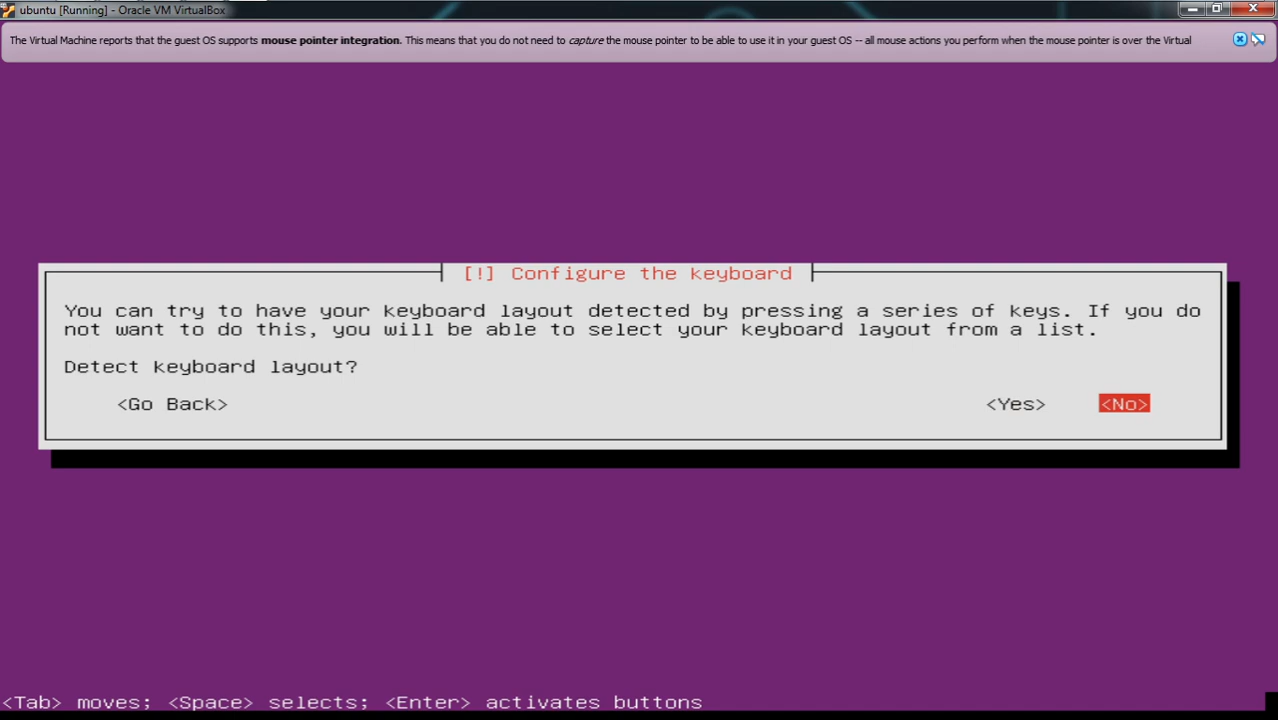 ubuntu [Running] - Oracle VM VirtualBox
The Virtual Machine reports that the guest OS supports mouse pointer integration. This means that you do not need to capture the mouse pointer to be able to use it in your guest OS -- all mouse actions you perform when the mouse pointer is over the Virtual
[!] Configure the keyboard
You can try to have your keyboard layout detected by pressing a series of keys. If you do
not want to do this, you will be able to select your keyboard layout from a list.
Detect keyboard layout?
<Go Back> <Yes> <No>
<Tab> moves; <Space> selects; <Enter> activates buttons